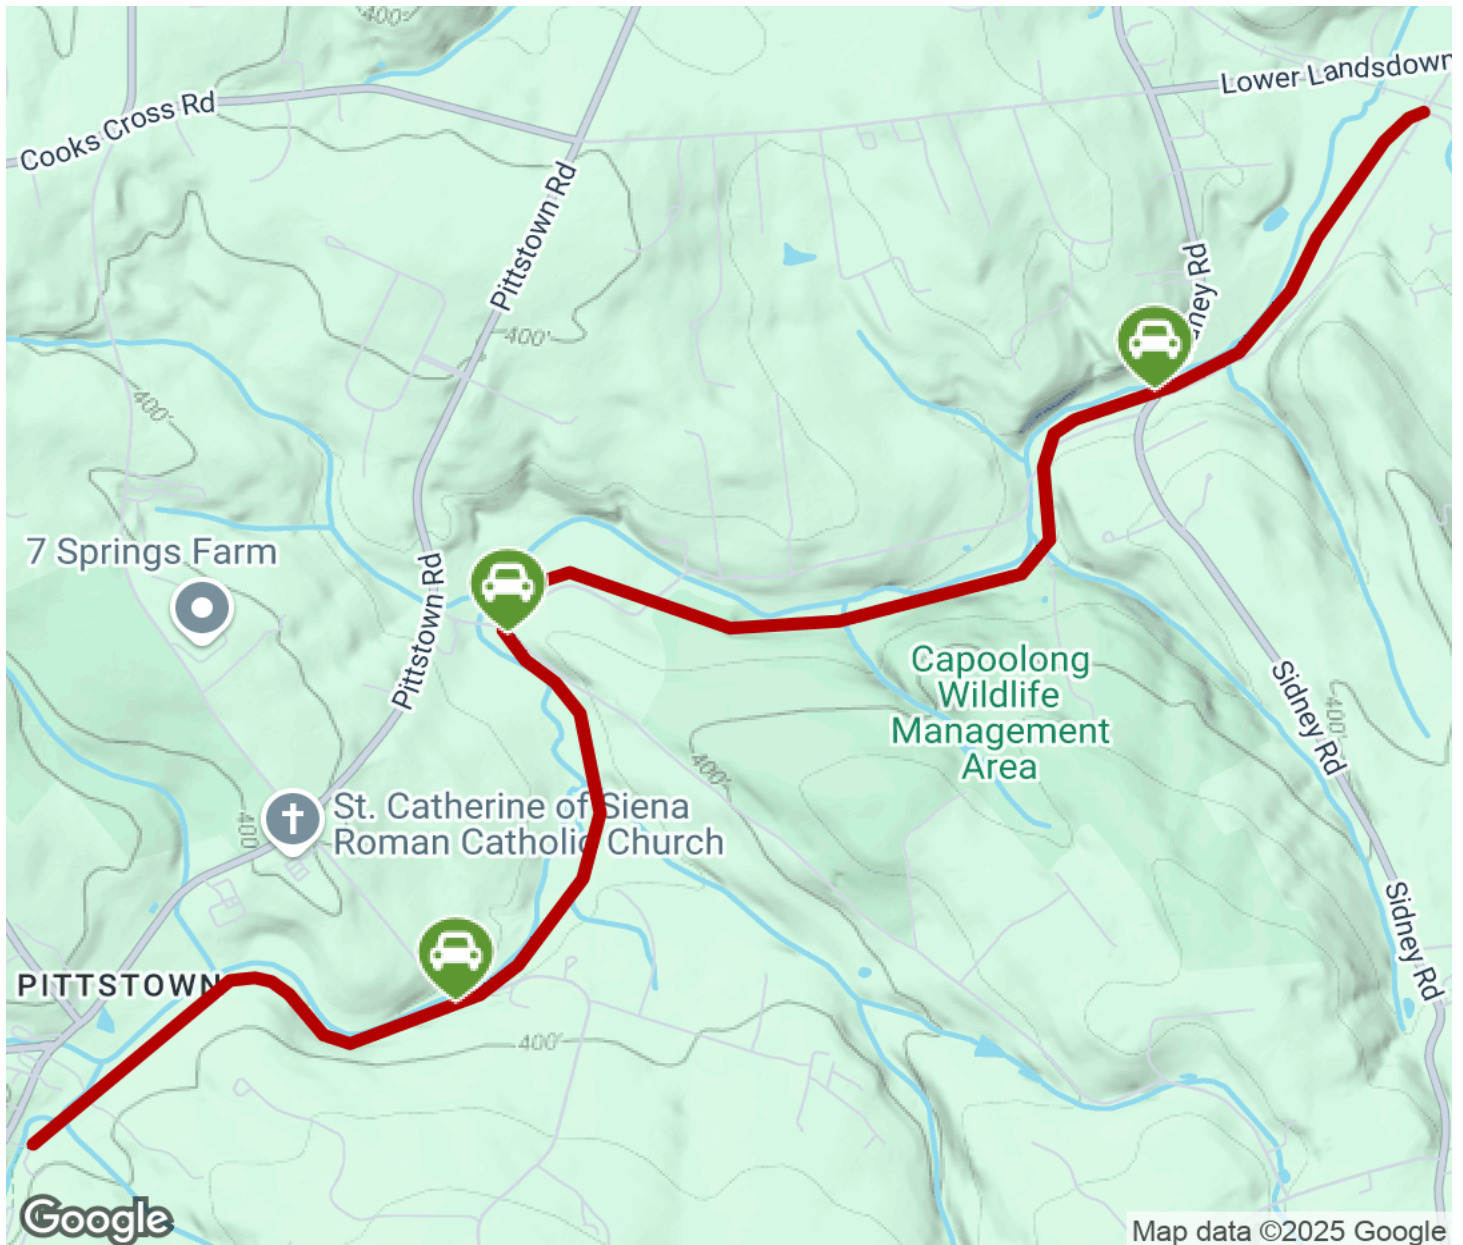 400'
Lower Landsdown
Cooks Cross Rd
Pittstown Rd
dney Rd
400'
400'
7 Springs Farm
Pittstown Rd
Capoolong
Wildlife
Management
Area
Sidney Rd
400'
400'
St. Catherine of Siena
Roman Catholic Church
400'
Sidney Rd
PITTSTOWN
400'
Google
Map data ©2025 Google